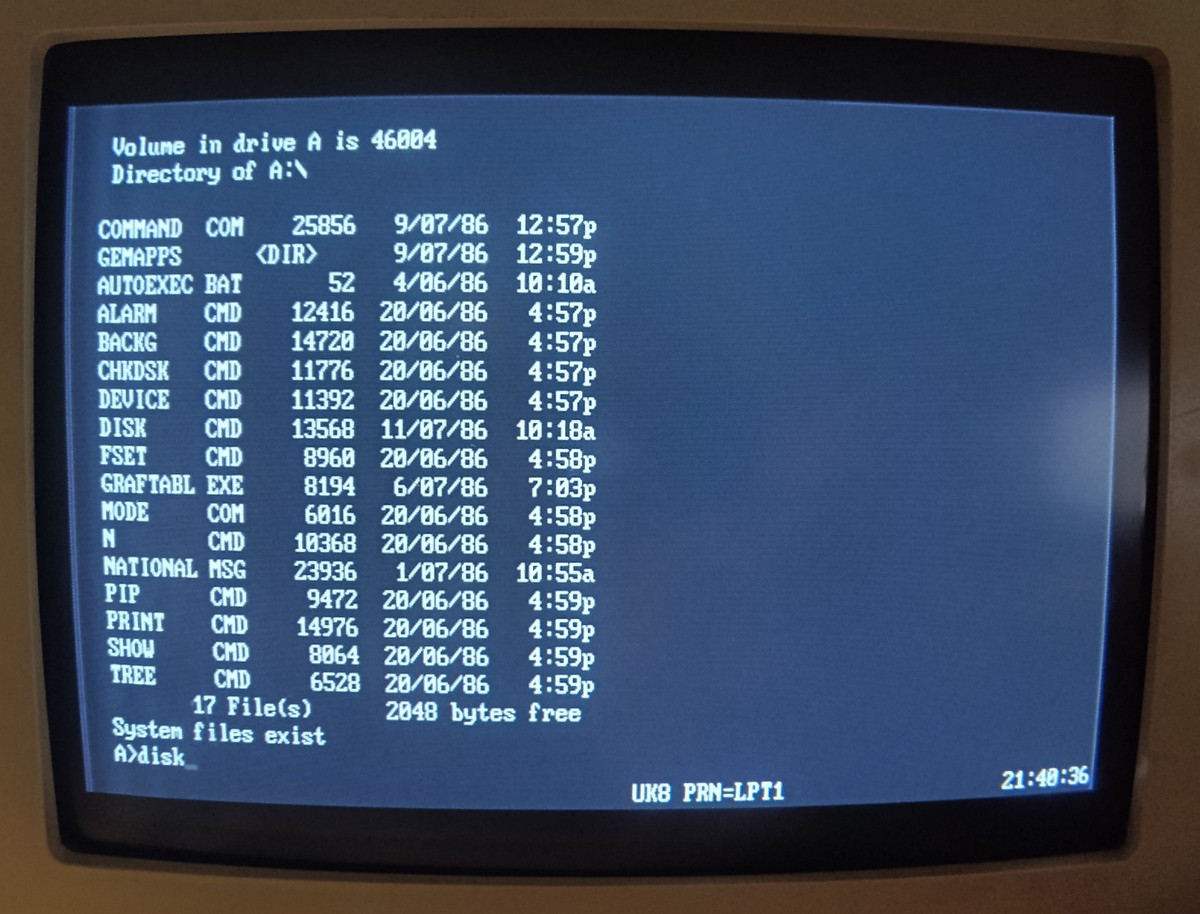 Volume in drive A is 46004
Directory of A:\
COMMAND COM 25856 9/07/86 12:57p
GEMAPPS <DIR> 9/07/86 12:59p
AUTOEXEC BAT 52 4/06/86 10:10a
ALARM CMD 12416 20/06/86 4:57p
BACKG CMD 14720 20/06/86 4:57p
CHKDSK CMD 11776 20/06/86 4:57p
DEVICE CMD 11392 20/06/86 4:57p
DISK CMD 13568 11/07/86 10:18a
FSET CMD 8960 20/06/86 4:58p
GRAFTABL EXE 8194 6/07/86 7:03p
MODE COM 6016 20/06/86 4:58p
N CMD 10368 20/06/86 4:58p
NATIONAL MSG 23936 1/07/86 10:55a
PIP CMD 9472 20/06/86 4:59p
PRINT CMD 14976 20/06/86 4:59p
SHOW CMD 8064 20/06/86 4:59p
TREE CMD 6528 20/06/86 4:59p
17 File(s) 2048 bytes free
System files exist
A>disk_
UK8 PRN=LPT1 21:40:36